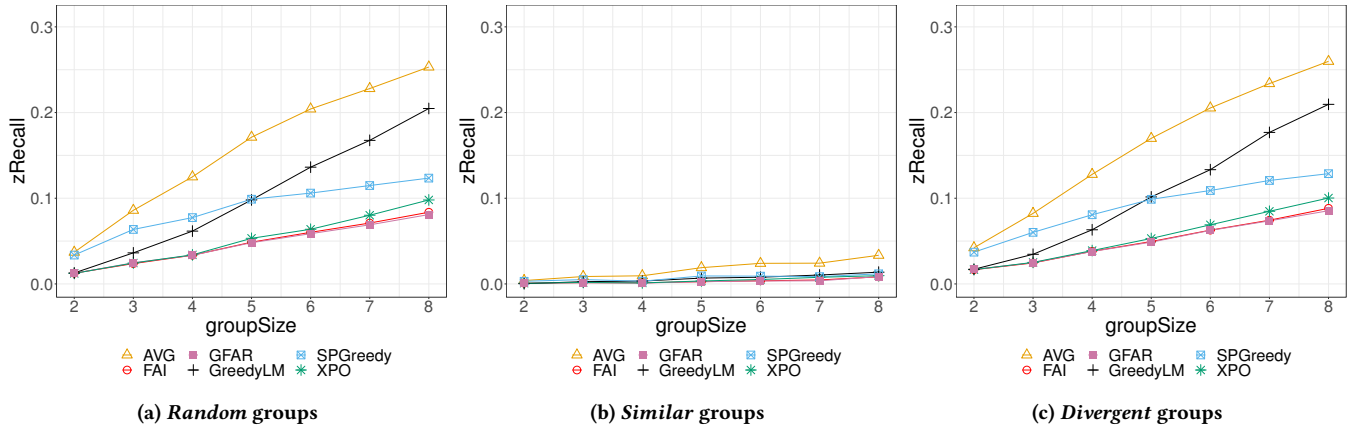 zRecall
0.3
0.2
0.1
0.0
2 3 4 5 6 7 8
groupSize
AVG GFAR SPGreedy
FAI GreedyLM XPO
(a) Random groups
zRecall
0.3
0.2
0.1
0.0
2 3 4 5 6 7 8
groupSize
AVG GFAR SPGreedy
FAI GreedyLM XPO
(b) Similar groups
zRecall
0.3
0.2
0.1
0.0
2 3 4 5 6 7 8
groupSize
AVG GFAR SPGreedy
FAI GreedyLM XPO
(c) Divergent groups